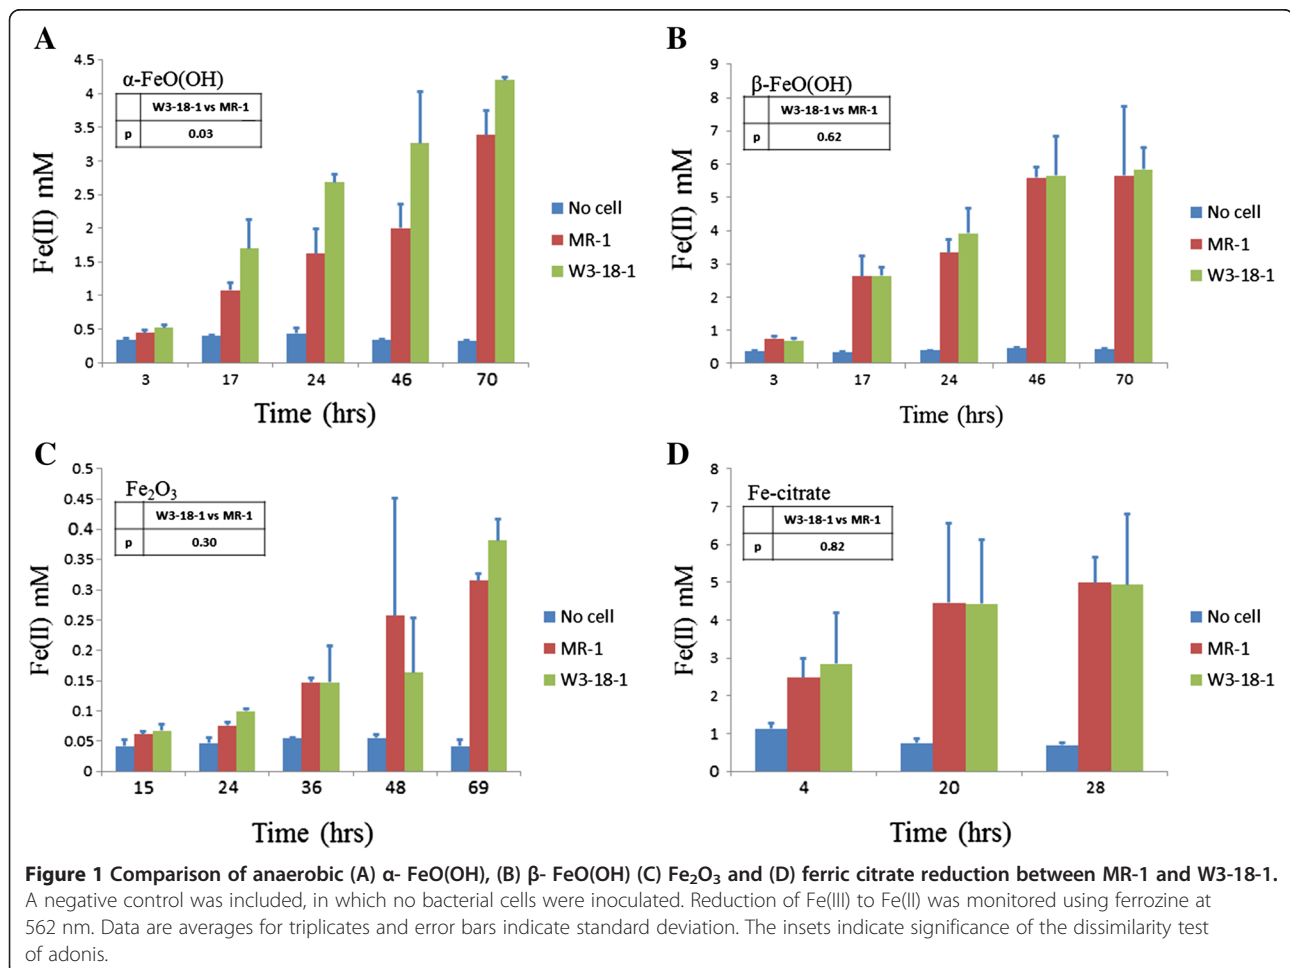 A
α-FeO(OH)
W3-18-1 vs MR-1
p 0.03
Fe(II) mM
4.5
4
3.5
3
2.5
2
1.5
1
0.5
0
3 17 24 46 70
Time (hrs)
No cell
MR-1
W3-18-1
B
β-FeO(OH)
W3-18-1 vs MR-1
p 0.62
Fe(II) mM
9
8
7
6
5
4
3
2
1
0
3 17 24 46 70
Time (hrs)
No cell
MR-1
W3-18-1
C
Fe₂O₃
W3-18-1 vs MR-1
p 0.30
Fe(II) mM
0.5
0.45
0.4
0.35
0.3
0.25
0.2
0.15
0.1
0.05
0
15 24 36 48 69
Time (hrs)
No cell
MR-1
W3-18-1
D
Fe-citrate
W3-18-1 vs MR-1
p 0.82
Fe(II) mM
8
7
6
5
4
3
2
1
0
4 20 28
Time (hrs)
No cell
MR-1
W3-18-1
Figure 1 Comparison of anaerobic (A) α- FeO(OH), (B) β- FeO(OH) (C) Fe₂O₃ and (D) ferric citrate reduction between MR-1 and W3-18-1.
A negative control was included, in which no bacterial cells were inoculated. Reduction of Fe(III) to Fe(II) was monitored using ferrozine at
562 nm. Data are averages for triplicates and error bars indicate standard deviation. The insets indicate significance of the dissimilarity test
of adonis.